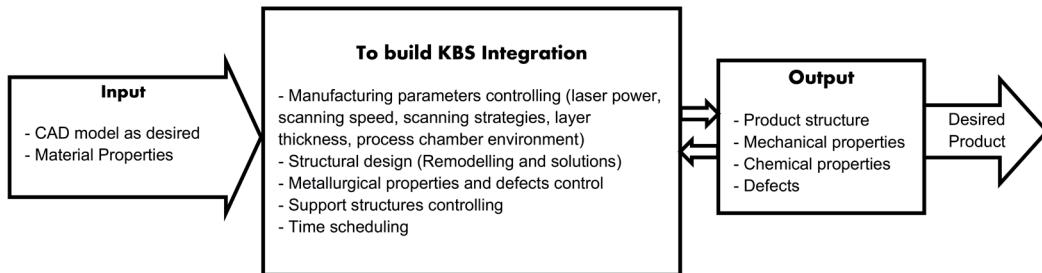 Input
- CAD model as desired
- Material Properties
To build KBS Integration
- Manufacturing parameters controlling (laser power,
scanning speed, scanning strategies, layer
thickness, process chamber environment)
- Structural design (Remodelling and solutions)
- Metallurgical properties and defects control
- Support structures controlling
- Time scheduling
Output
- Product structure
- Mechanical properties
- Chemical properties
- Defects
Desired
Product